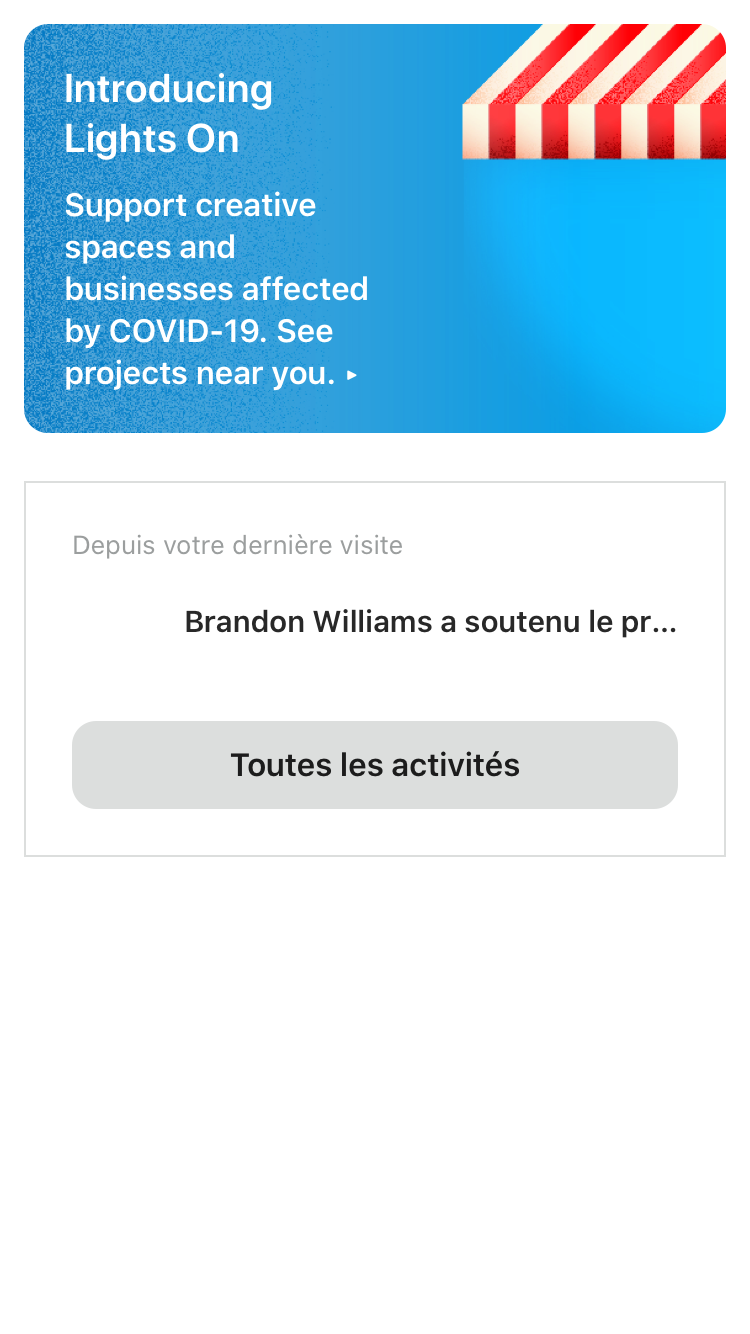 Introducing
Lights On
Support creative
spaces and
businesses affected
by COVID-19. See
projects near you. ▸
Depuis votre dernière visite
Brandon Williams a soutenu le pr...
Toutes les activités